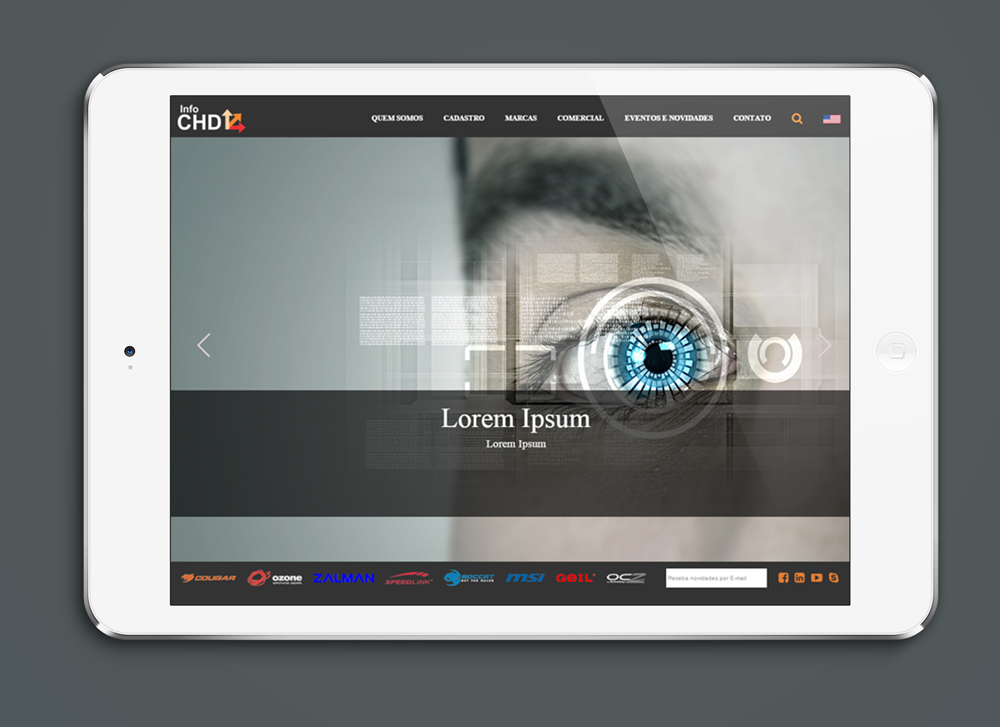 Info
CHD
QUEM SOMOS CADASTRO MARCAS COMERCIAL EVENTOS E NOVIDADES CONTATO
Lorem Ipsum
Lorem Ipsum
COUGAR ozone ZALMAN SPEEDLINK ROCCAT msi GEIL OCZ Receba novidades por E-mail